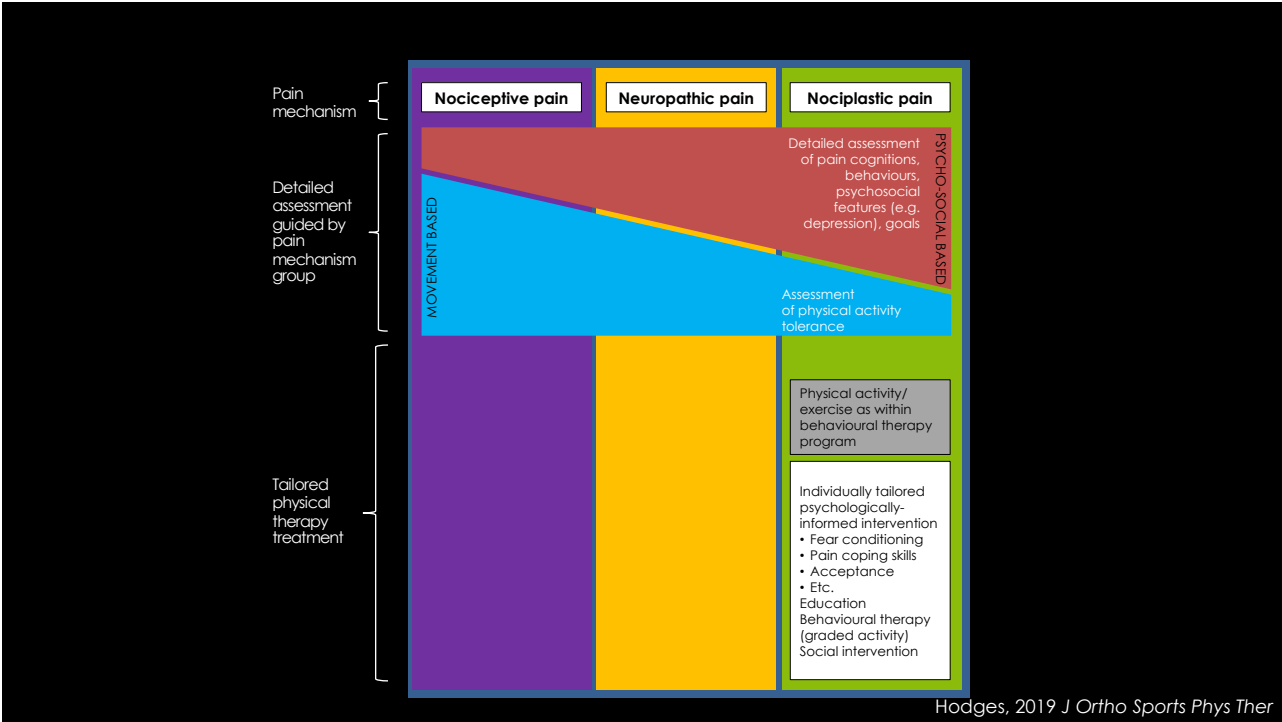 Pain
mechanism
Nociceptive pain
Neuropathic pain
Nociplastic pain
Detailed
assessment
guided by
pain
mechanism
group
MOVEMENT BASED
Detailed assessment
of pain cognitions,
behaviours,
psychosocial
features (e.g.
depression), goals
PSYCHO-SOCIAL BASED
Assessment
of physical activity
tolerance
Tailored
physical
therapy
treatment
Physical activity/
exercise as within
behavioural therapy
program
Individually tailored
psychologically-
informed intervention
• Fear conditioning
• Pain coping skills
• Acceptance
• Etc.
Education
Behavioural therapy
(graded activity)
Social intervention
Hodges, 2019 J Ortho Sports Phys Ther